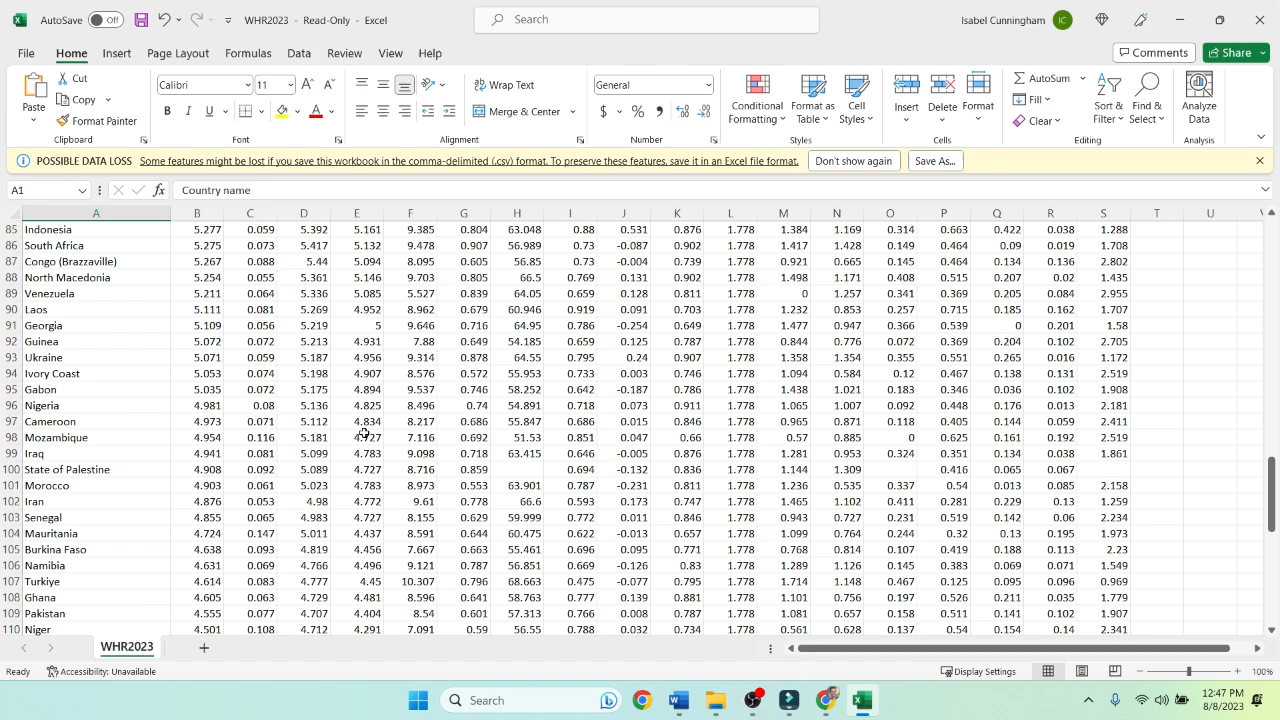 AutoSave Off WHR2023 - Read-Only - Excel Search Isabel Cunningham IC
File Home Insert Page Layout Formulas Data Review View Help Comments Share
Paste Cut Copy Format Painter Clipboard
Calibri 11 B I U Font
Wrap Text Merge & Center Alignment
General $ % Number
Conditional Formatting Format as Table Cell Styles Styles
Insert Delete Format Cells
AutoSum Fill Clear Sort & Filter Find & Select Editing
Analyze Data Analysis
POSSIBLE DATA LOSS Some features might be lost if you save this workbook in the comma-delimited (.csv) format. To preserve these features, save it in an Excel file format. Don't show again Save As...
A1 fx Country name
A B C D E F G H I J K L M N O P Q R S T U
85 Indonesia 5.277 0.059 5.392 5.161 9.385 0.804 63.048 0.88 0.531 0.876 1.778 1.384 1.169 0.314 0.663 0.422 0.038 1.288
86 South Africa 5.275 0.073 5.417 5.132 9.478 0.907 56.989 0.73 -0.087 0.902 1.778 1.417 1.428 0.149 0.464 0.09 0.019 1.708
87 Congo (Brazzaville) 5.267 0.088 5.44 5.094 8.095 0.605 56.85 0.73 -0.004 0.739 1.778 0.921 0.665 0.145 0.464 0.134 0.136 2.802
88 North Macedonia 5.254 0.055 5.361 5.146 9.703 0.805 66.5 0.769 0.131 0.902 1.778 1.498 1.171 0.408 0.515 0.207 0.02 1.435
89 Venezuela 5.211 0.064 5.336 5.085 5.527 0.839 64.05 0.659 0.128 0.811 1.778 0 1.257 0.341 0.369 0.205 0.084 2.955
90 Laos 5.111 0.081 5.269 4.952 8.962 0.679 60.946 0.919 0.091 0.703 1.778 1.232 0.853 0.257 0.715 0.185 0.162 1.707
91 Georgia 5.109 0.056 5.219 5 9.646 0.716 64.95 0.786 -0.254 0.649 1.778 1.477 0.947 0.366 0.539 0 0.201 1.58
92 Guinea 5.072 0.072 5.213 4.931 7.88 0.649 54.185 0.659 0.125 0.787 1.778 0.844 0.776 0.072 0.369 0.204 0.102 2.705
93 Ukraine 5.071 0.059 5.187 4.956 9.314 0.878 64.55 0.795 0.24 0.907 1.778 1.358 1.354 0.355 0.551 0.265 0.016 1.172
94 Ivory Coast 5.053 0.074 5.198 4.907 8.576 0.572 55.953 0.733 0.003 0.746 1.778 1.094 0.584 0.12 0.467 0.138 0.131 2.519
95 Gabon 5.035 0.072 5.175 4.894 9.537 0.746 58.252 0.642 -0.187 0.786 1.778 1.438 1.021 0.183 0.346 0.036 0.102 1.908
96 Nigeria 4.981 0.08 5.136 4.825 8.496 0.74 54.891 0.718 0.073 0.911 1.778 1.065 1.007 0.092 0.448 0.176 0.013 2.181
97 Cameroon 4.973 0.071 5.112 4.834 8.217 0.686 55.847 0.686 0.015 0.846 1.778 0.965 0.871 0.118 0.405 0.144 0.059 2.411
98 Mozambique 4.954 0.116 5.181 7.116 0.692 51.53 0.851 0.047 0.66 1.778 0.57 0.885 0 0.625 0.161 0.192 2.519
99 Iraq 4.941 0.081 5.099 4.783 9.098 0.718 63.415 0.646 -0.005 0.876 1.778 1.281 0.953 0.324 0.351 0.134 0.038 1.861
100 State of Palestine 4.908 0.092 5.089 4.727 8.716 0.859 0.694 -0.132 0.836 1.778 1.144 1.309 0.416 0.065 0.067
101 Morocco 4.903 0.061 5.023 4.783 8.973 0.553 63.901 0.787 -0.231 0.811 1.778 1.236 0.535 0.337 0.54 0.013 0.085 2.158
102 Iran 4.876 0.053 4.98 4.772 9.61 0.778 66.6 0.593 0.173 0.747 1.778 1.465 1.102 0.411 0.281 0.229 0.13 1.259
103 Senegal 4.855 0.065 4.983 4.727 8.155 0.629 59.999 0.772 0.011 0.846 1.778 0.943 0.727 0.231 0.519 0.142 0.06 2.234
104 Mauritania 4.724 0.147 5.011 4.437 8.591 0.644 60.475 0.622 -0.013 0.657 1.778 1.099 0.764 0.244 0.32 0.13 0.195 1.973
105 Burkina Faso 4.638 0.093 4.819 4.456 7.667 0.663 55.461 0.696 0.095 0.771 1.778 0.768 0.814 0.107 0.419 0.188 0.113 2.23
106 Namibia 4.631 0.069 4.766 4.496 9.121 0.787 56.851 0.669 -0.126 0.83 1.778 1.289 1.126 0.145 0.383 0.069 0.071 1.549
107 Turkiye 4.614 0.083 4.777 4.45 10.307 0.796 68.663 0.475 -0.077 0.795 1.778 1.714 1.148 0.467 0.125 0.095 0.096 0.969
108 Ghana 4.605 0.063 4.729 4.481 8.596 0.641 58.763 0.777 0.139 0.881 1.778 1.101 0.756 0.197 0.526 0.211 0.035 1.779
109 Pakistan 4.555 0.077 4.707 4.404 8.54 0.601 57.313 0.766 0.008 0.787 1.778 1.081 0.657 0.158 0.511 0.141 0.102 1.907
110 Niger 4.501 0.108 4.712 4.291 7.091 0.59 56.55 0.788 0.032 0.734 1.778 0.561 0.628 0.137 0.54 0.154 0.14 2.341
WHR2023
Ready Accessibility: Unavailable Display Settings 100%
Search 12:47 PM
8/8/2023